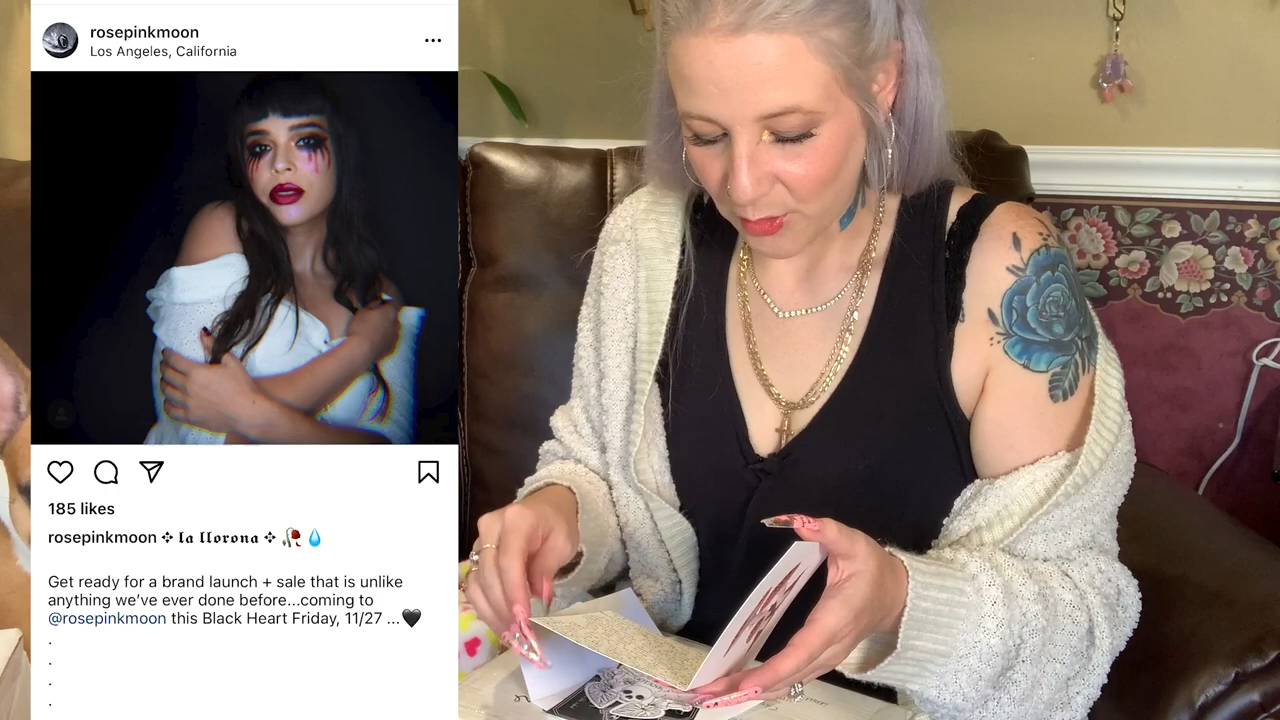 rosepinkmoon
Los Angeles, California
185 likes
rosepinkmoon ✧ 𝖑𝖆 𝖑𝖑𝖔𝖗𝖔𝖓𝖆 ✧ 🥀💧
Get ready for a brand launch + sale that is unlike
anything we’ve ever done before...coming to
@rosepinkmoon this Black Heart Friday, 11/27 ...🖤
.
.
.
.